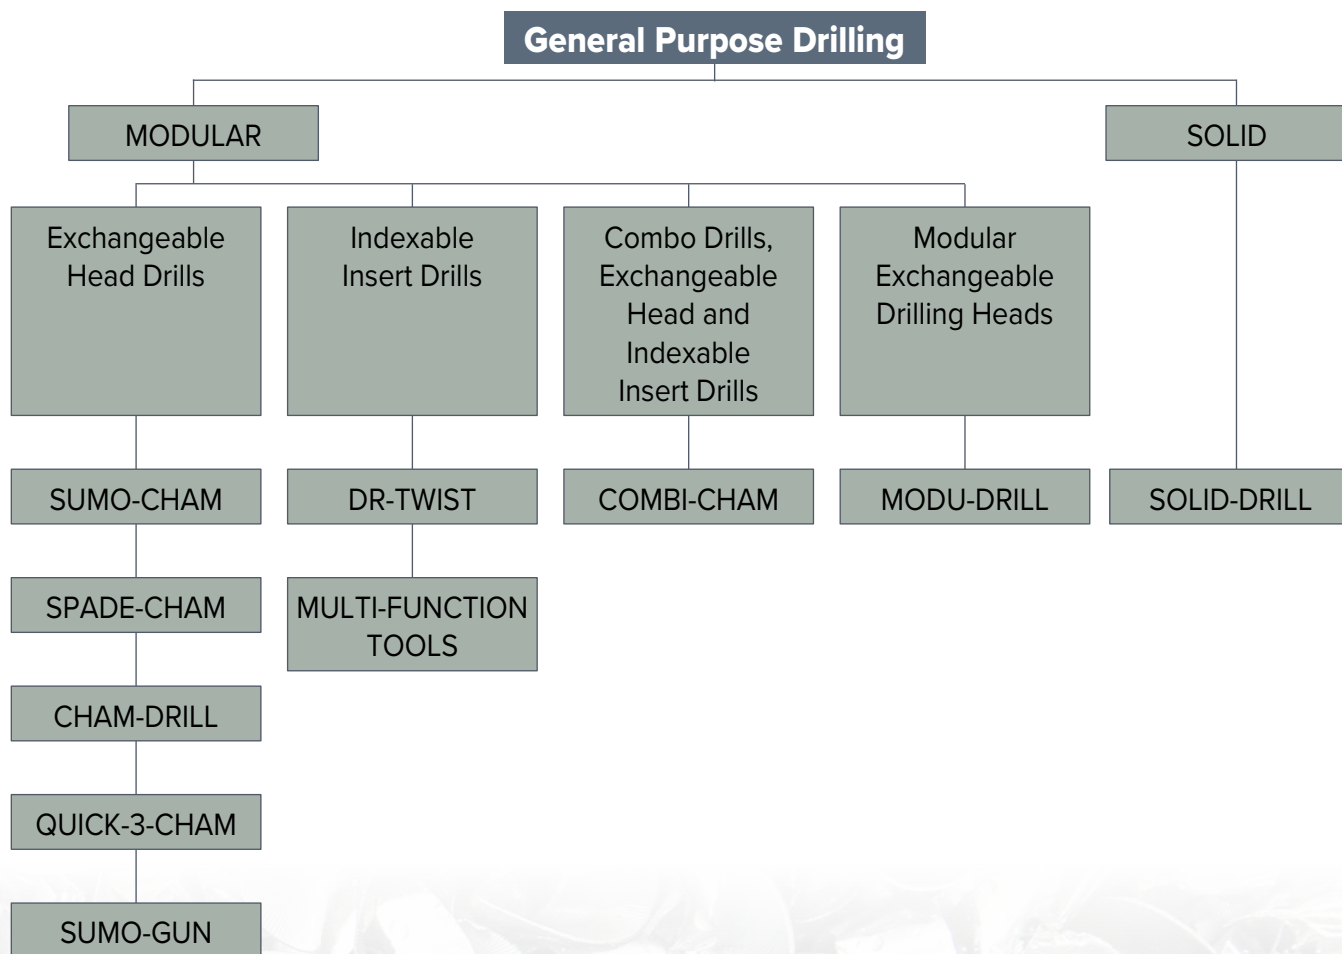 General Purpose Drilling
MODULAR
SOLID
Exchangeable
Head Drills
Indexable
Insert Drills
Combo Drills,
Exchangeable
Head and
Indexable
Insert Drills
Modular
Exchangeable
Drilling Heads
SUMO-CHAM
DR-TWIST
COMBI-CHAM
MODU-DRILL
SOLID-DRILL
SPADE-CHAM
MULTI-FUNCTION
TOOLS
CHAM-DRILL
QUICK-3-CHAM
SUMO-GUN